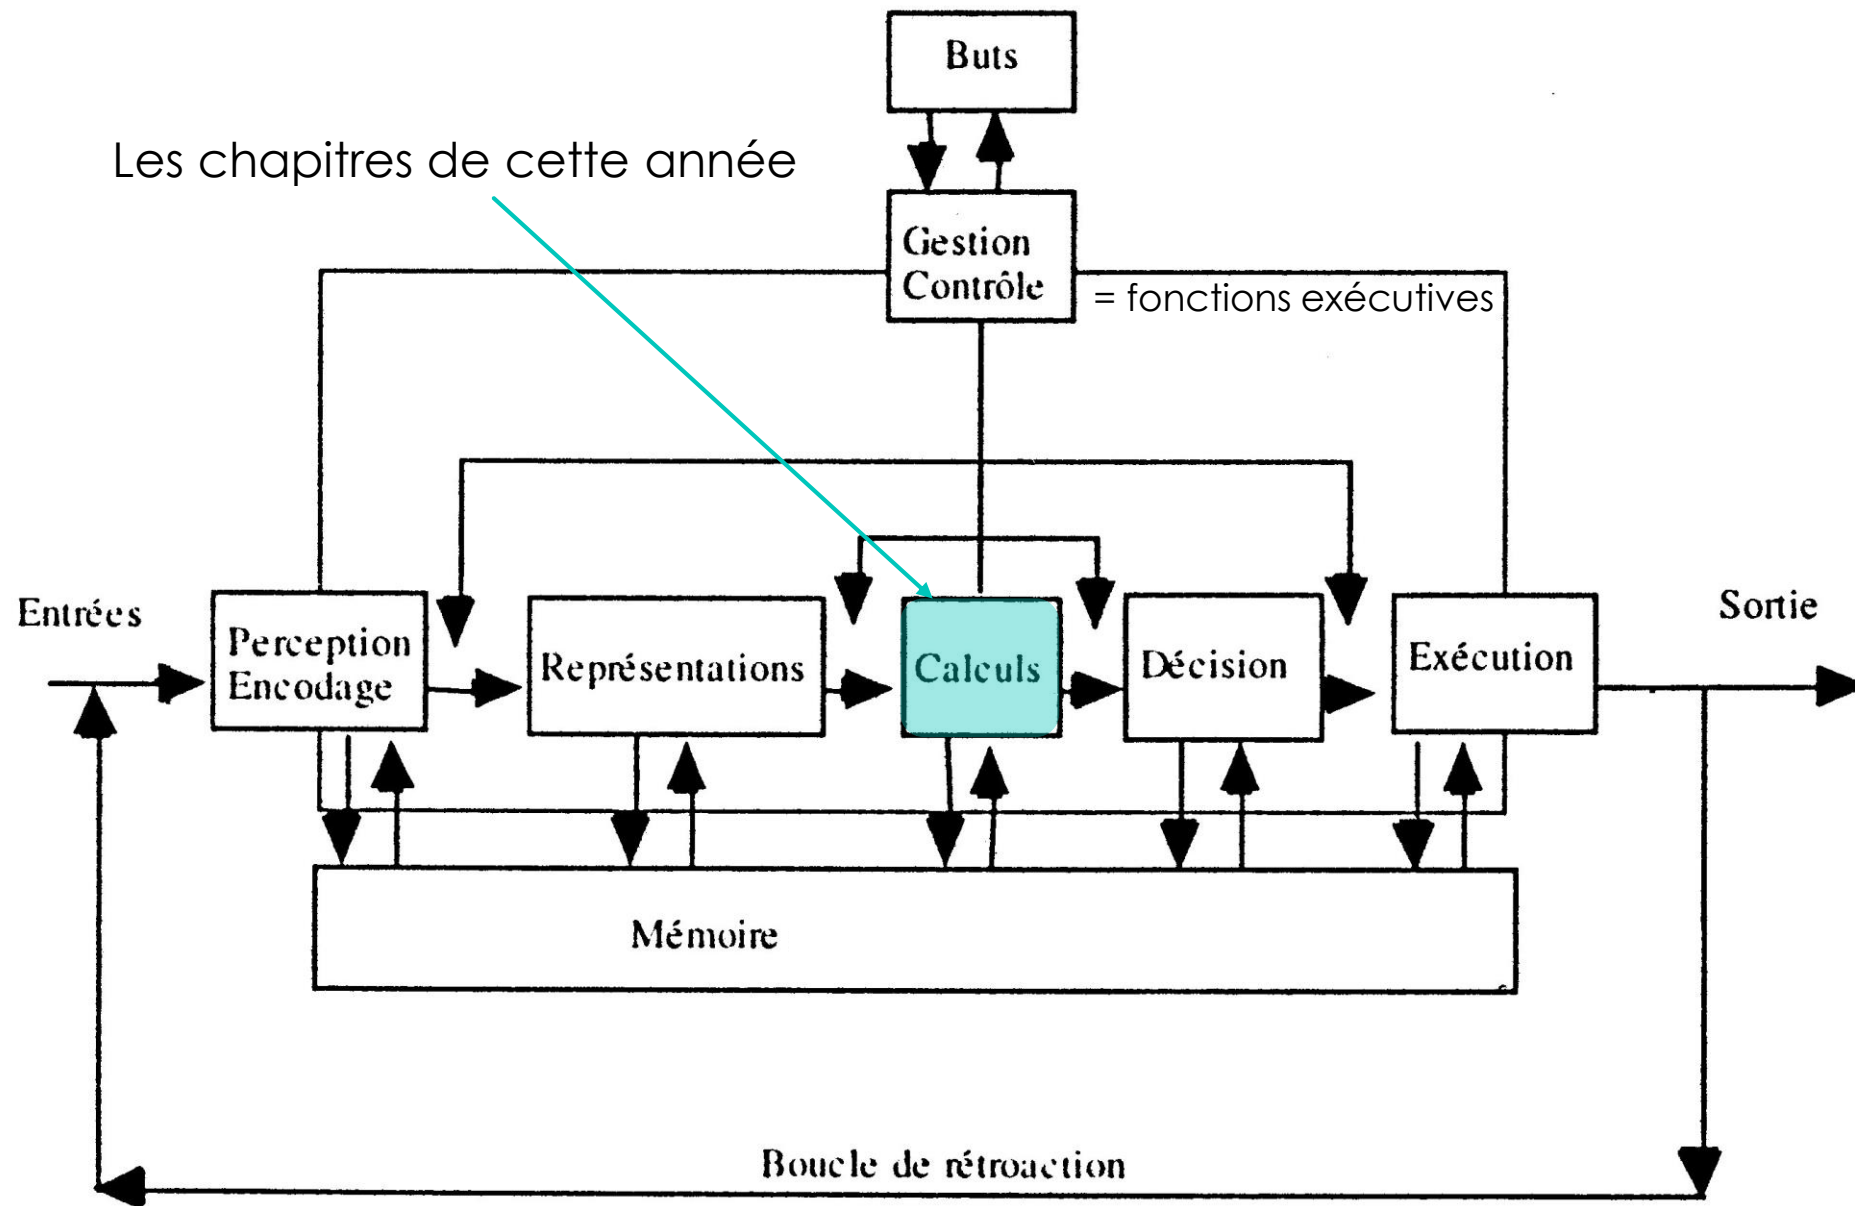 Buts
Les chapitres de cette année
Gestion
Contrôle
= fonctions exécutives
Entrées
Perception
Encodage
Représentations
Calculs
Décision
Exécution
Sortie
Mémoire
Boucle de rétroaction